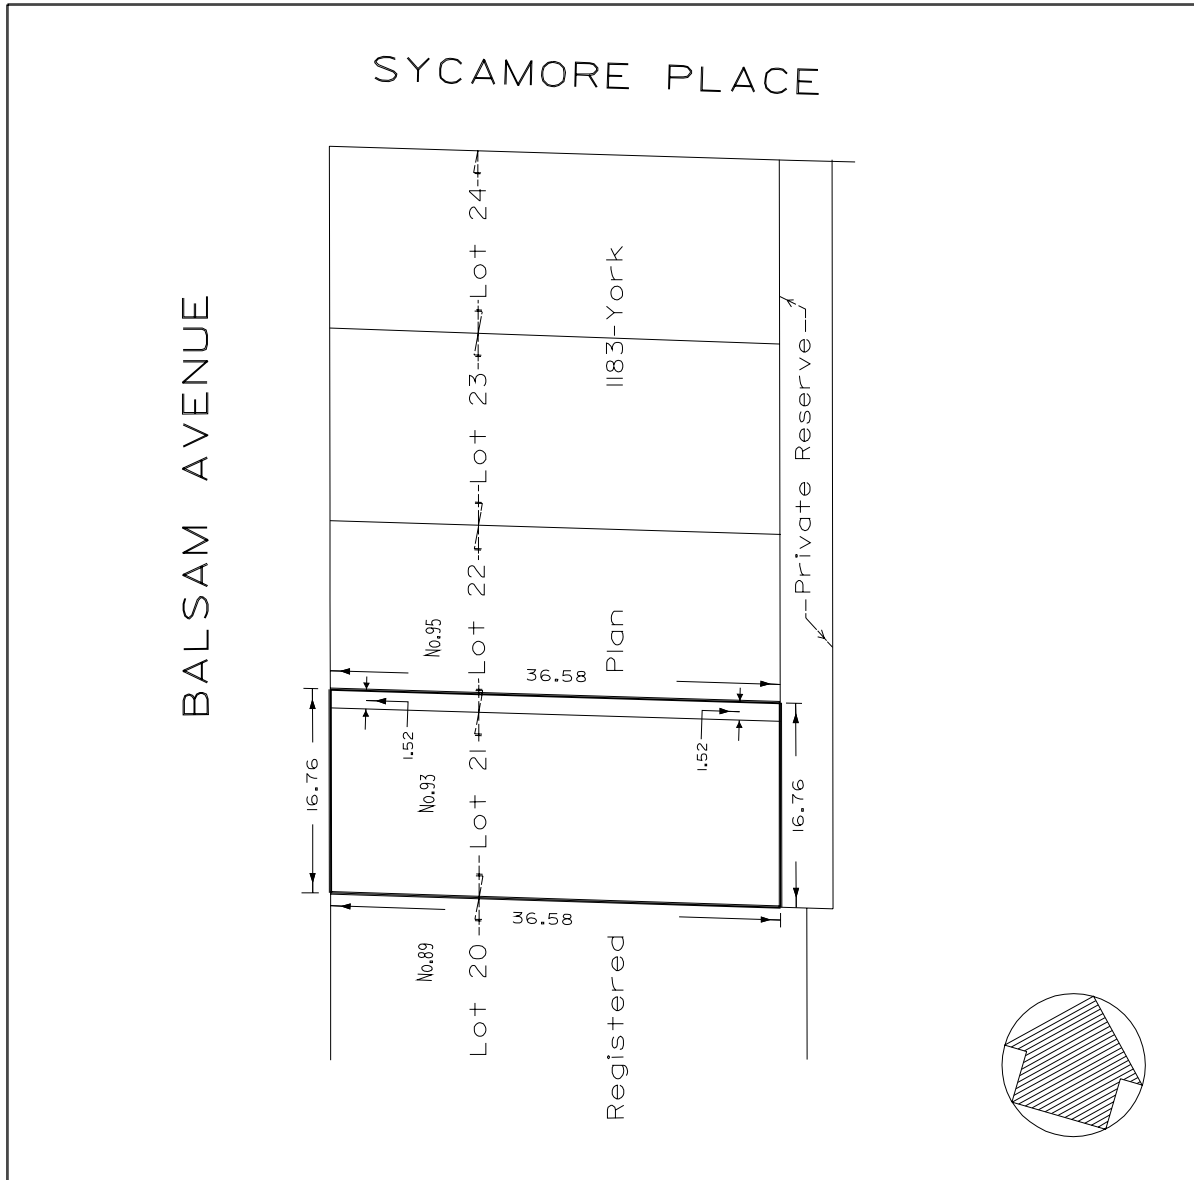 SYCAMORE PLACE
BALSAM AVENUE
Lot 24
Lot 23
Lot 22
Lot 21
Lot 20
Registered Plan 1183-York
Private Reserve
No.95
No.93
No.89
36.58
1.52
1.52
16.76
16.76
36.58